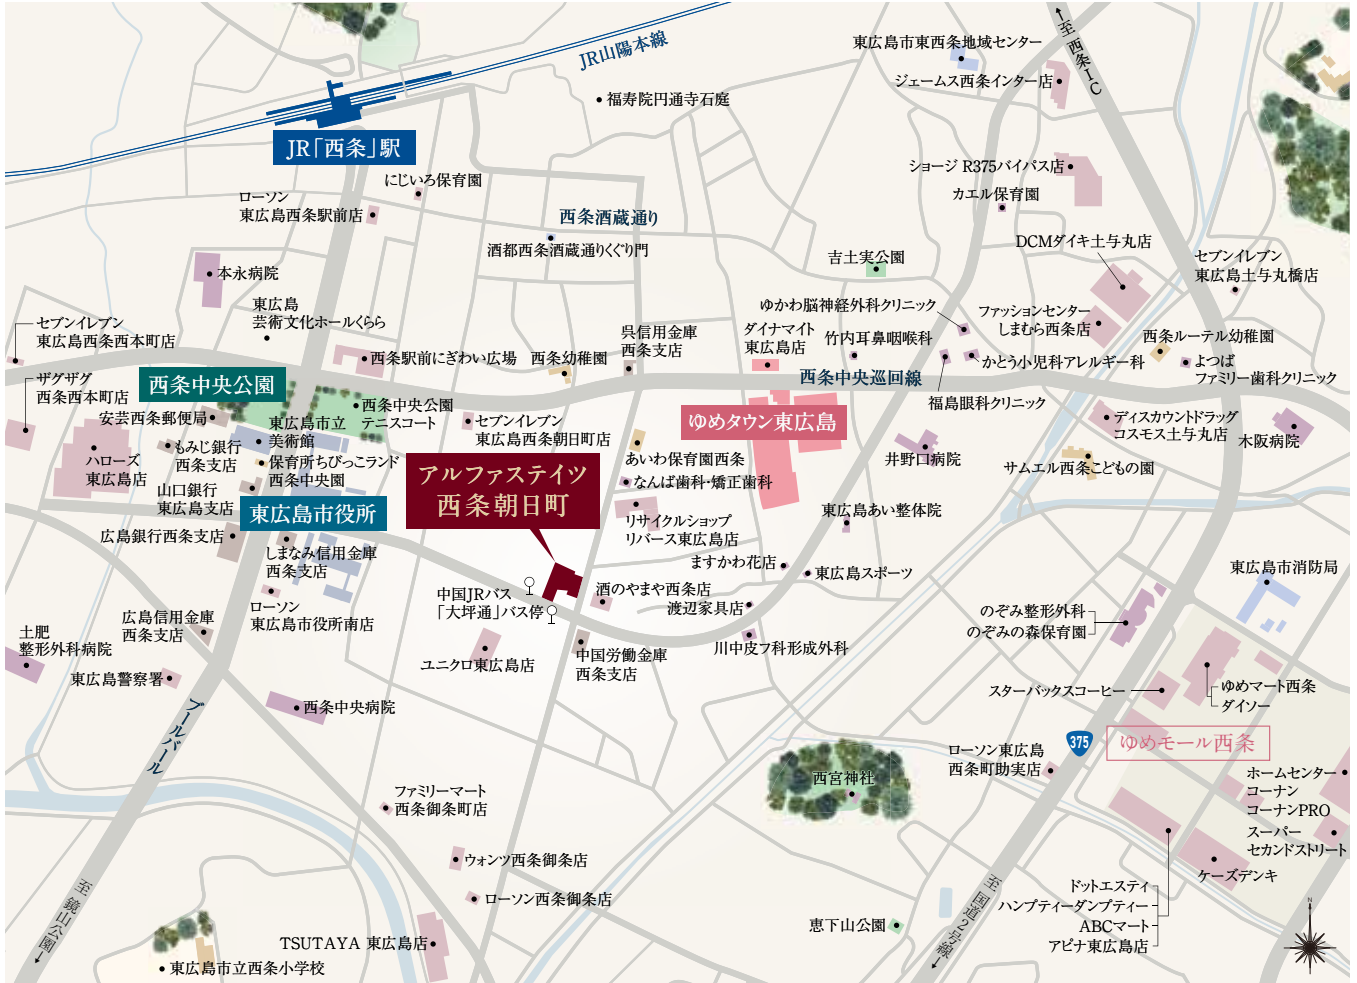 JR山陽本線
東広島市東西条地域センター
至 西条IC
ジェームス西条インター店
福寿院円通寺石庭
JR「西条」駅
にじいろ保育園
ローソン
東広島西条駅前店
ショージ R375バイパス店
カエル保育園
西条酒蔵通り
酒都西条酒蔵通りくぐり門
DCMダイキ土与丸店
吉土実公園
セブンイレブン
東広島土与丸橋店
本永病院
東広島
芸術文化ホールくらら
ゆかわ脳神経外科クリニック
ファッションセンター
しまむら西条店
セブンイレブン
東広島西条西本町店
呉信用金庫
西条支店
ダイナマイト
東広島店
竹内耳鼻咽喉科
西条ルーテル幼稚園
西条駅前にぎわい広場
西条幼稚園
かとう小児科アレルギー科
よつば
ファミリー歯科クリニック
西条中央巡回線
ザグザグ
西条西本町店
西条中央公園
福島眼科クリニック
安芸西条郵便局
東広島市立
美術館
西条中央公園
テニスコート
セブンイレブン
東広島西条朝日町店
ゆめタウン東広島
ディスカウントドラッグ
コスモス土与丸店
木阪病院
もみじ銀行
西条支店
ハローズ
東広島店
保育所ちびっこランド
西条中央園
あいわ保育園西条
井野口病院
サムエル西条こどもの園
アルファステイツ
西条朝日町
なんば歯科・矯正歯科
山口銀行
東広島支店
東広島市役所
リサイクルショップ
リバース東広島店
東広島あい整体院
広島銀行西条支店
しまなみ信用金庫
西条支店
ますかわ花店
東広島スポーツ
東広島市消防局
中国JRバス
「大坪通」バス停
酒のやまや西条店
渡辺家具店
ローソン
東広島市役所南店
広島信用金庫
西条支店
のぞみ整形外科
のぞみの森保育園
土肥
整形外科病院
ユニクロ東広島店
中国労働金庫
西条支店
川中皮フ科形成外科
東広島警察署
スターバックスコーヒー
ゆめマート西条
ダイソー
西条中央病院
ブールバール
375
ゆめモール西条
ローソン東広島
西条町助実店
西宮神社
ホームセンター
コーナン
コーナンPRO
ファミリーマート
西条御条町店
スーパー
セカンドストリート
ウォンツ西条御条店
ケーズデンキ
ローソン西条御条店
ドットエスティ
ハンプティーダンプティー
ABCマート
アピナ東広島店
至 鏡山公園
至 国道2号線
恵下山公園
TSUTAYA 東広島店
東広島市立西条小学校
N